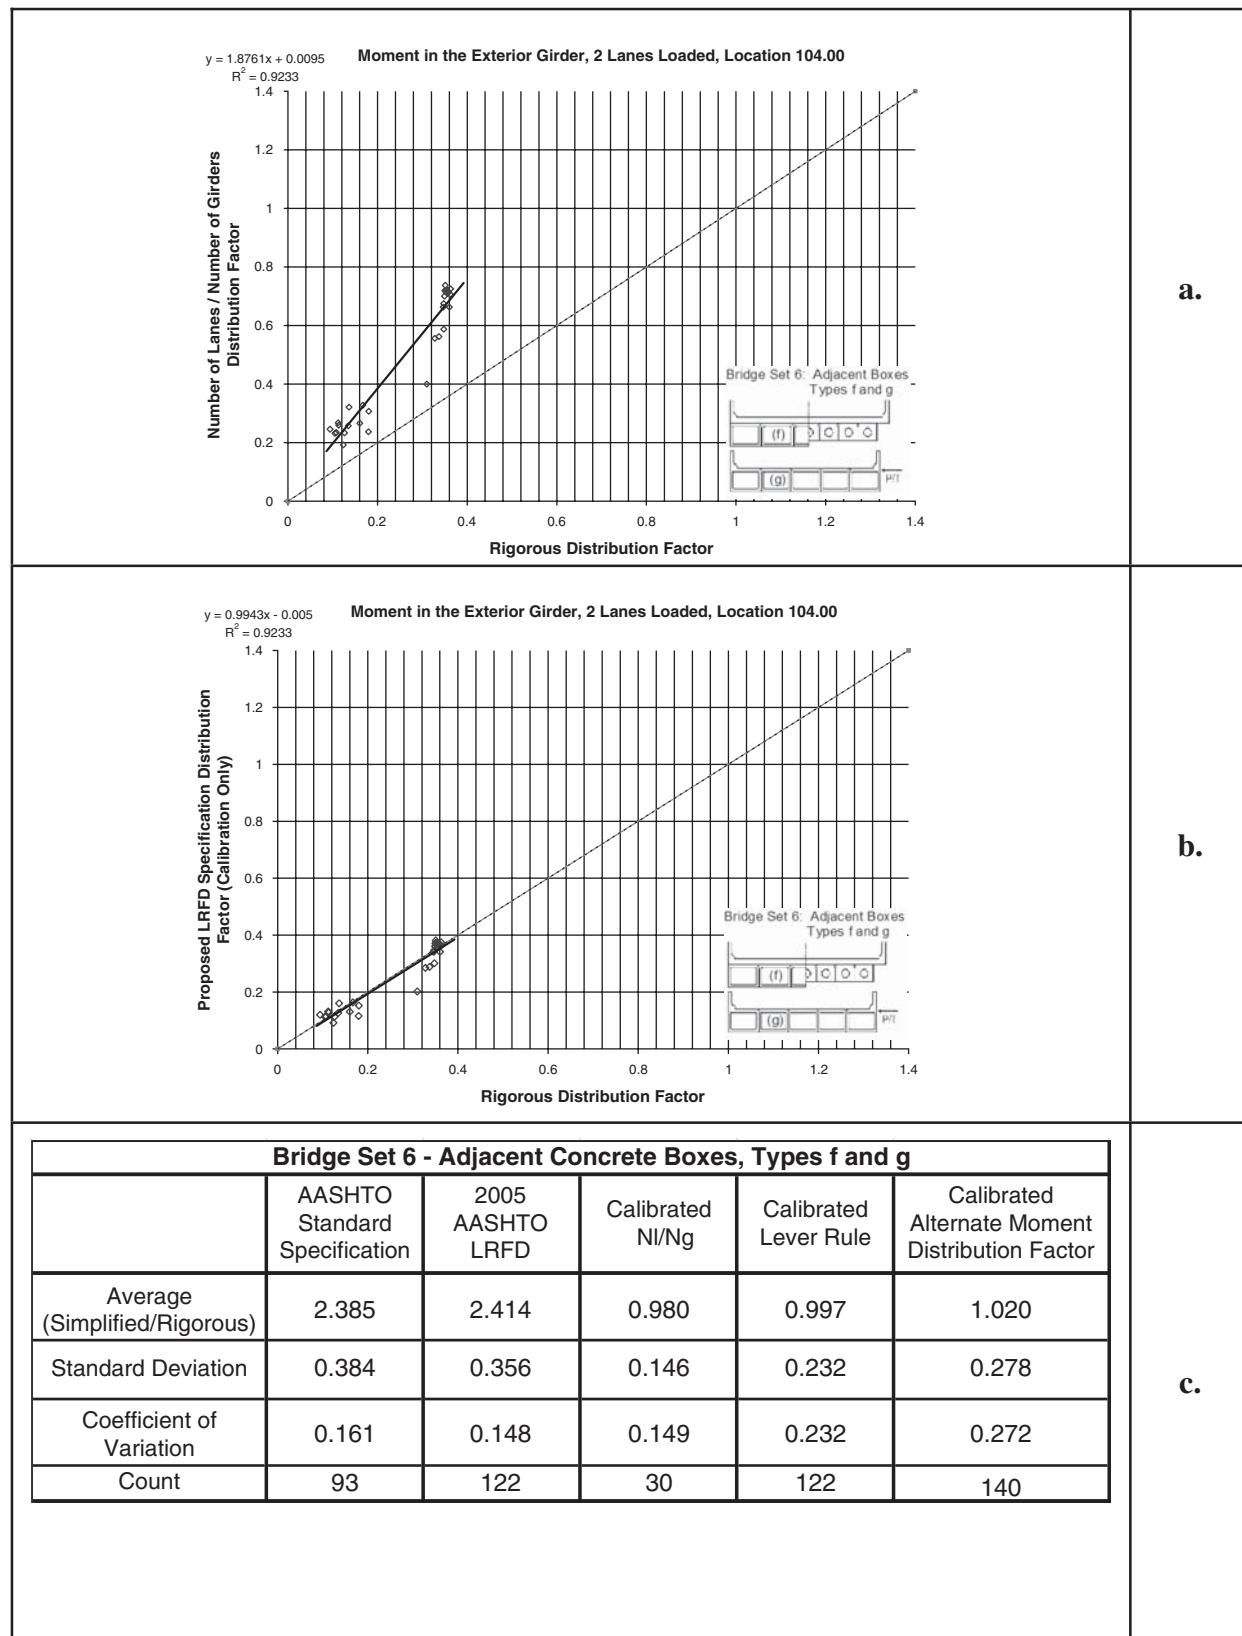 y = 1.8761x + 0.0095
R² = 0.9233
Moment in the Exterior Girder, 2 Lanes Loaded, Location 104.00
Number of Lanes / Number of Girders
Distribution Factor
1.4
1.2
1
0.8
0.6
0.4
0.2
0
0
0.2
0.4
0.6
0.8
1
1.2
1.4
Rigorous Distribution Factor
Bridge Set 6: Adjacent Boxes
Types f and g
(f)
(g)
P/T
a.
y = 0.9943x - 0.005
R² = 0.9233
Moment in the Exterior Girder, 2 Lanes Loaded, Location 104.00
Proposed LRFD Specification Distribution
Factor (Calibration Only)
1.4
1.2
1
0.8
0.6
0.4
0.2
0
0
0.2
0.4
0.6
0.8
1
1.2
1.4
Rigorous Distribution Factor
Bridge Set 6: Adjacent Boxes
Types f and g
(f)
(g)
P/T
b.
Bridge Set 6 - Adjacent Concrete Boxes, Types f and g
AASHTO
Standard
Specification
2005
AASHTO
LRFD
Calibrated
Nl/Ng
Calibrated
Lever Rule
Calibrated
Alternate Moment
Distribution Factor
Average
(Simplified/Rigorous)
2.385
2.414
0.980
0.997
1.020
Standard Deviation
0.384
0.356
0.146
0.232
0.278
Coefficient of
Variation
0.161
0.148
0.149
0.232
0.272
Count
93
122
30
122
140
c.